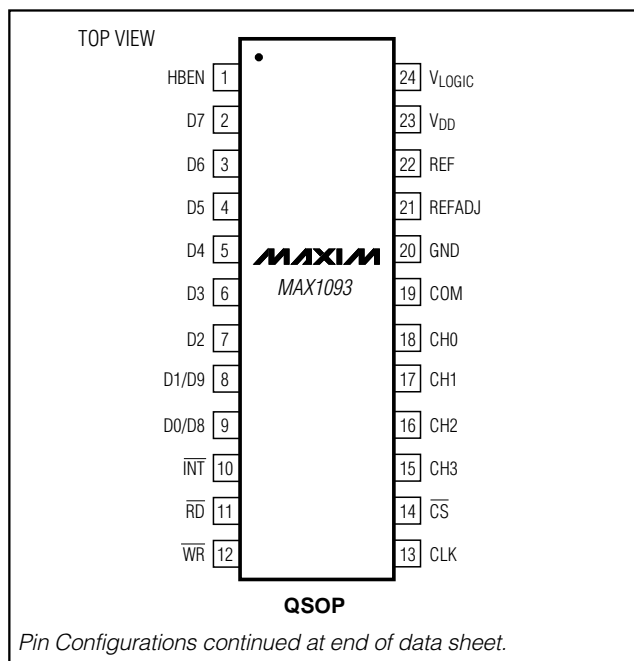 TOP VIEW
HBEN 1 24 VLOGIC
D7 2 23 VDD
D6 3 22 REF
D5 4 21 REFADJ
D4 5 MAXIM 20 GND
D3 6 MAX1093 19 COM
D2 7 18 CH0
D1/D9 8 17 CH1
D0/D8 9 16 CH2
INT 10 15 CH3
RD 11 14 CS
WR 12 13 CLK
QSOP
Pin Configurations continued at end of data sheet.